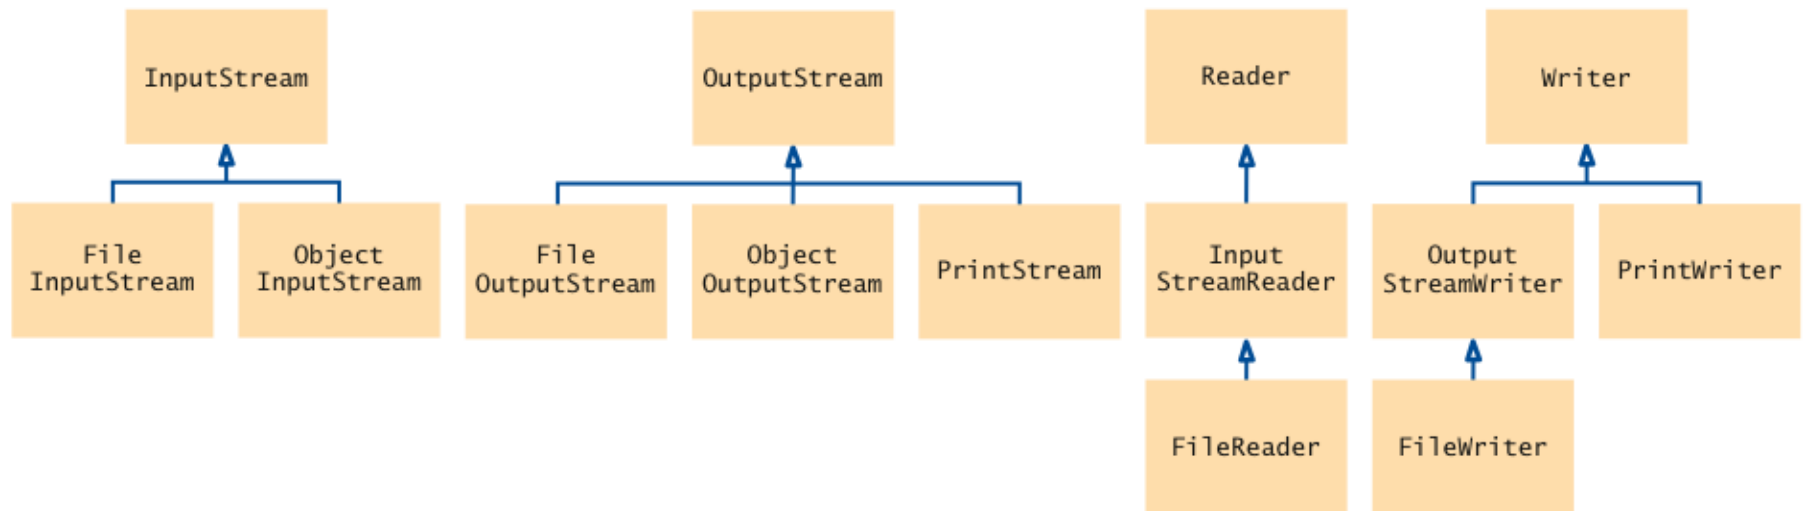 InputStream
OutputStream
Reader
Writer
File
InputStream
Object
InputStream
File
OutputStream
Object
OutputStream
PrintStream
Input
StreamReader
Output
StreamWriter
PrintWriter
FileReader
FileWriter